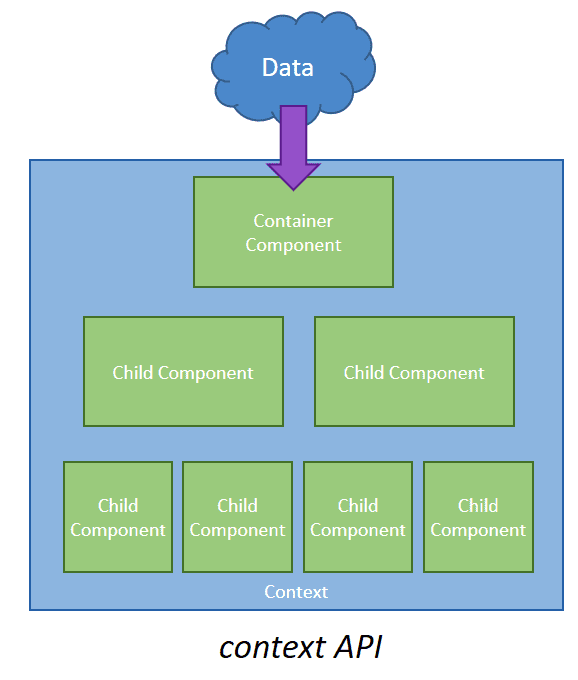 Data
Container
Component
Child Component
Child Component
Child
Component
Child
Component
Child
Component
Child
Component
Context
context API